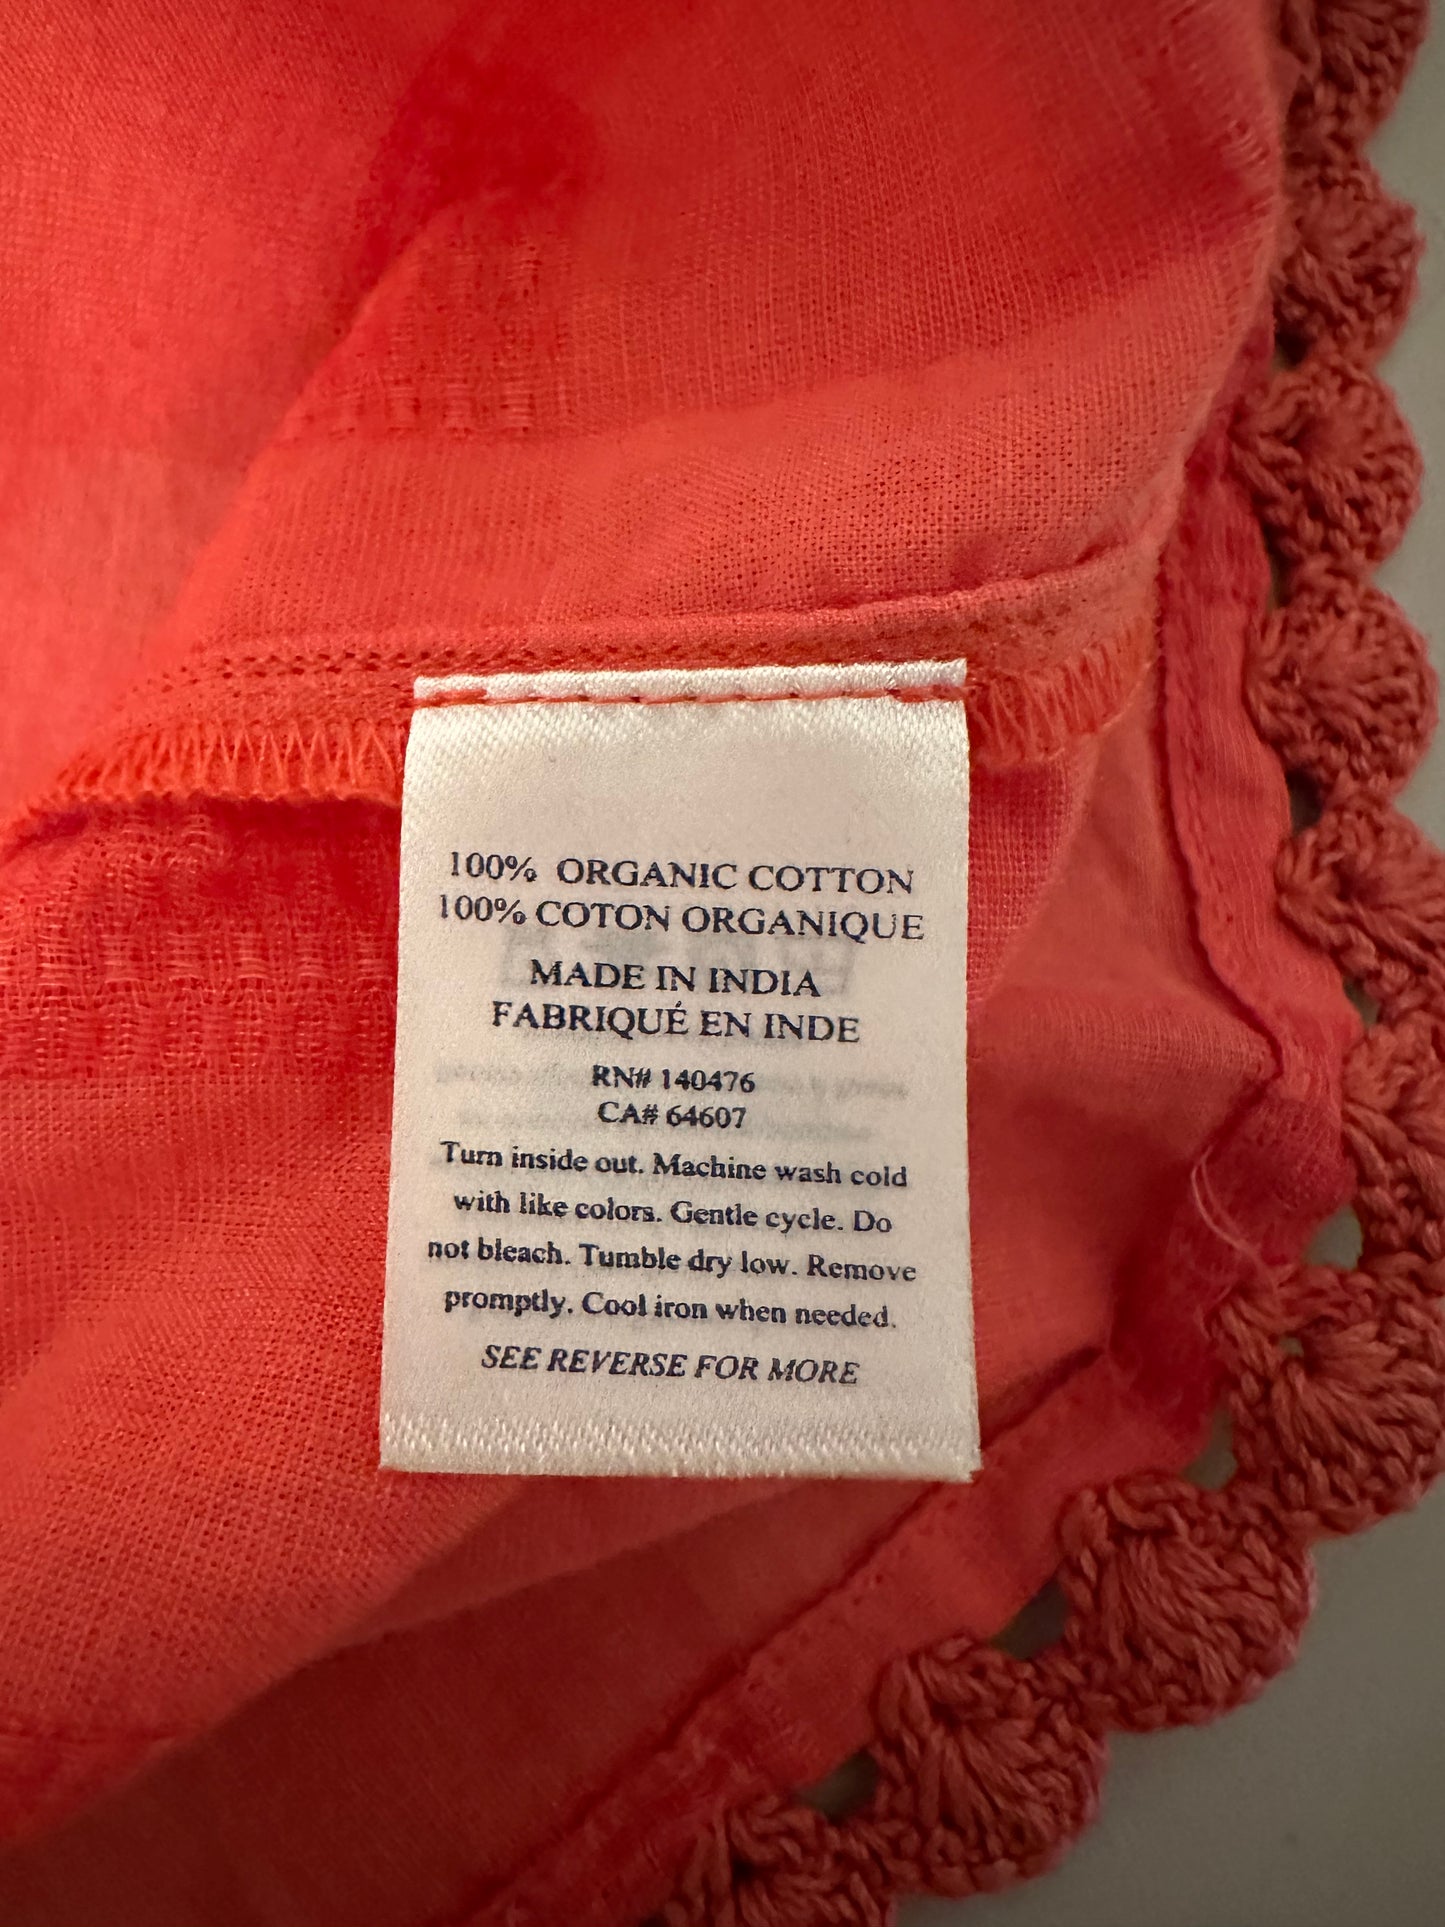 100% ORGANIC COTTON
100% COTON ORGANIQUE
MADE IN INDIA
FABRIQUÉ EN INDE
RN# 140476
CA# 64607
Turn inside out. Machine wash cold
with like colors. Gentle cycle. Do
not bleach. Tumble dry low. Remove
promptly. Cool iron when needed.
SEE REVERSE FOR MORE